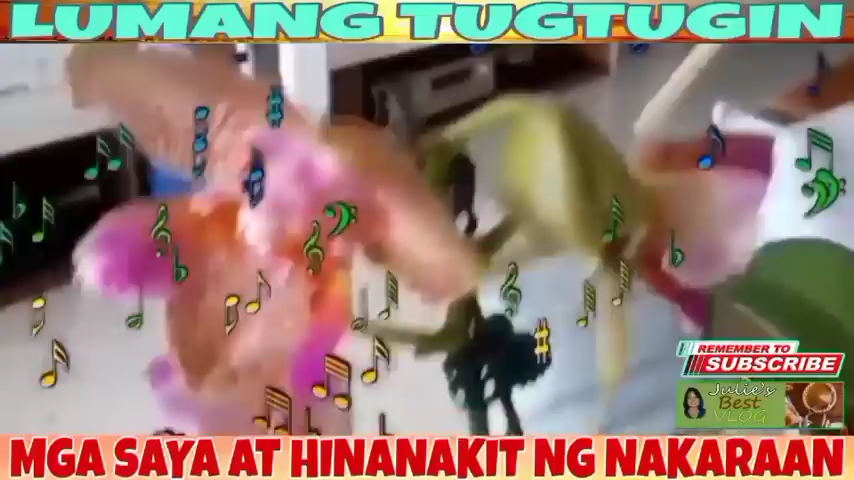 LUMANG TUGTUGIN
REMEMBER TO
SUBSCRIBE
Julie's
Best
VLOG
MGA SAYA AT HINANAKIT NG NAKARAAN